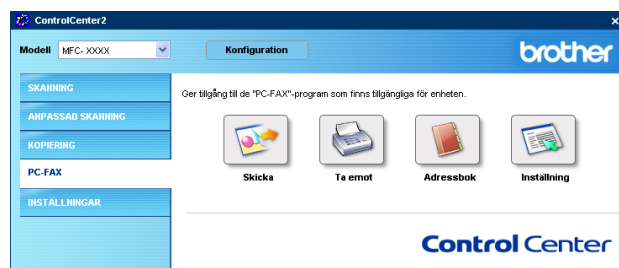 ControlCenter2
Modell MFC- XXXX Konfiguration brother
SKANNING
ANPASSAD SKANNING
KOPIERING
PC-FAX
INSTÄLLNINGAR
Ger tillgång till de "PC-FAX"-program som finns tillgängliga för enheten.
Skicka Ta emot Adressbok Inställning
Control Center